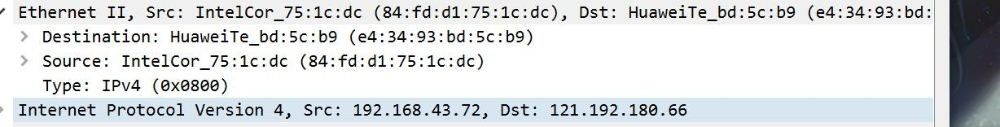 Ethernet II, Src: IntelCor_75:1c:dc (84:fd:d1:75:1c:dc), Dst: HuaweiTe_bd:5c:b9 (e4:34:93:bd:
Destination: HuaweiTe_bd:5c:b9 (e4:34:93:bd:5c:b9)
Source: IntelCor_75:1c:dc (84:fd:d1:75:1c:dc)
Type: IPv4 (0x0800)
Internet Protocol Version 4, Src: 192.168.43.72, Dst: 121.192.180.66